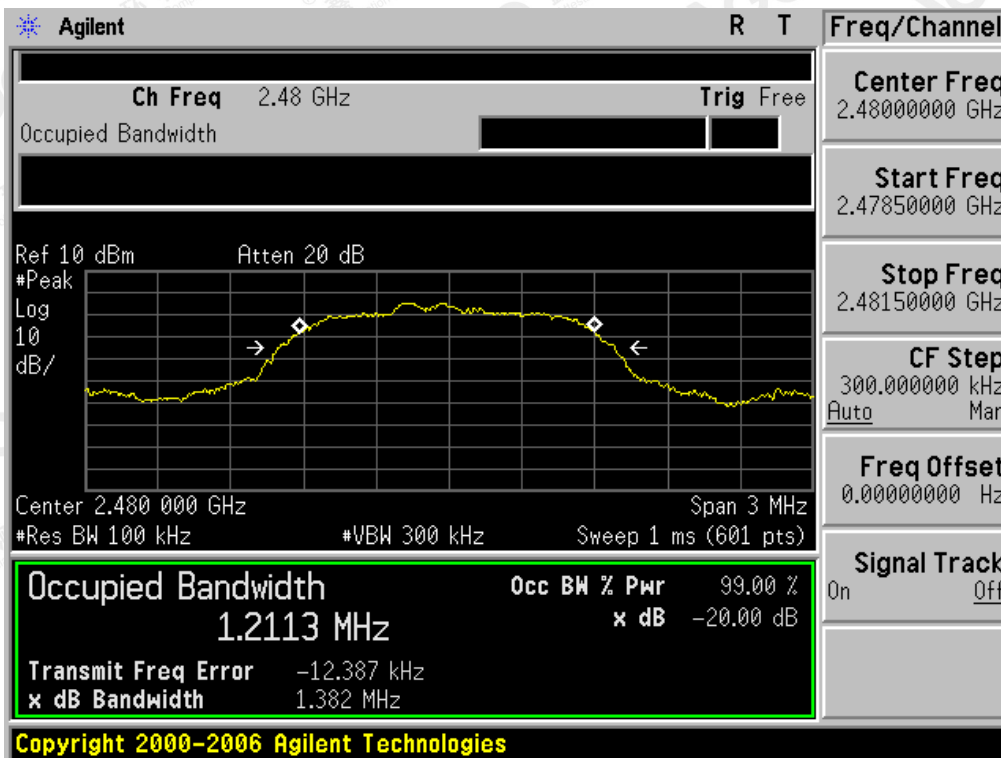 Agilent R T Freq/Channel
Ch Freq 2.48 GHz Trig Free
Occupied Bandwidth
Center Freq
2.48000000 GHz
Start Freq
2.47850000 GHz
Stop Freq
2.48150000 GHz
CF Step
300.000000 kHz
Auto Man
Freq Offset
0.00000000 Hz
Signal Track
On Off
Ref 10 dBm Atten 20 dB
#Peak
Log
10
dB/
Center 2.480 000 GHz Span 3 MHz
#Res BW 100 kHz #VBW 300 kHz Sweep 1 ms (601 pts)
Occupied Bandwidth Occ BW % Pwr 99.00 %
1.2113 MHz x dB -20.00 dB
Transmit Freq Error -12.387 kHz
x dB Bandwidth 1.382 MHz
Copyright 2000-2006 Agilent Technologies